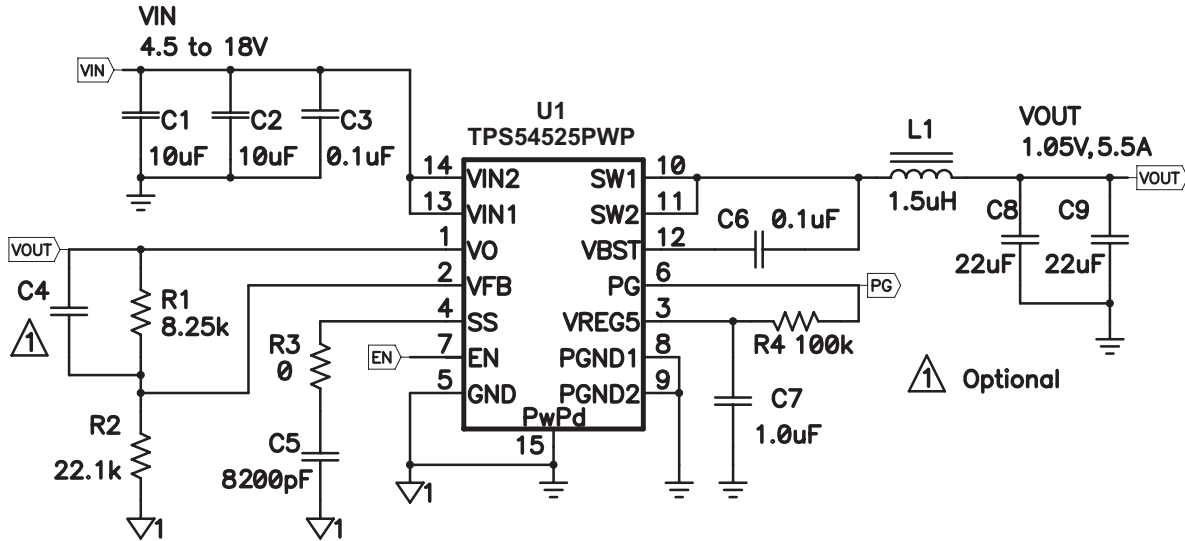 VIN
4.5 to 18V
VIN
C1
10uF
C2
10uF
C3
0.1uF
U1
TPS54525PWP
14
VIN2
13
VIN1
1
VO
2
VFB
4
SS
7
EN
5
GND
PwPd
15
SW1
10
SW2
11
VBST
12
PG
6
VREG5
3
PGND1
8
PGND2
9
VOUT
C4
1
R1
8.25k
R2
22.1k
1
R3
0
C5
8200pF
1
EN
1
C6
0.1uF
L1
1.5uH
VOUT
1.05V,5.5A
VOUT
C8
22uF
C9
22uF
PG
R4 100k
C7
1.0uF
1 Optional